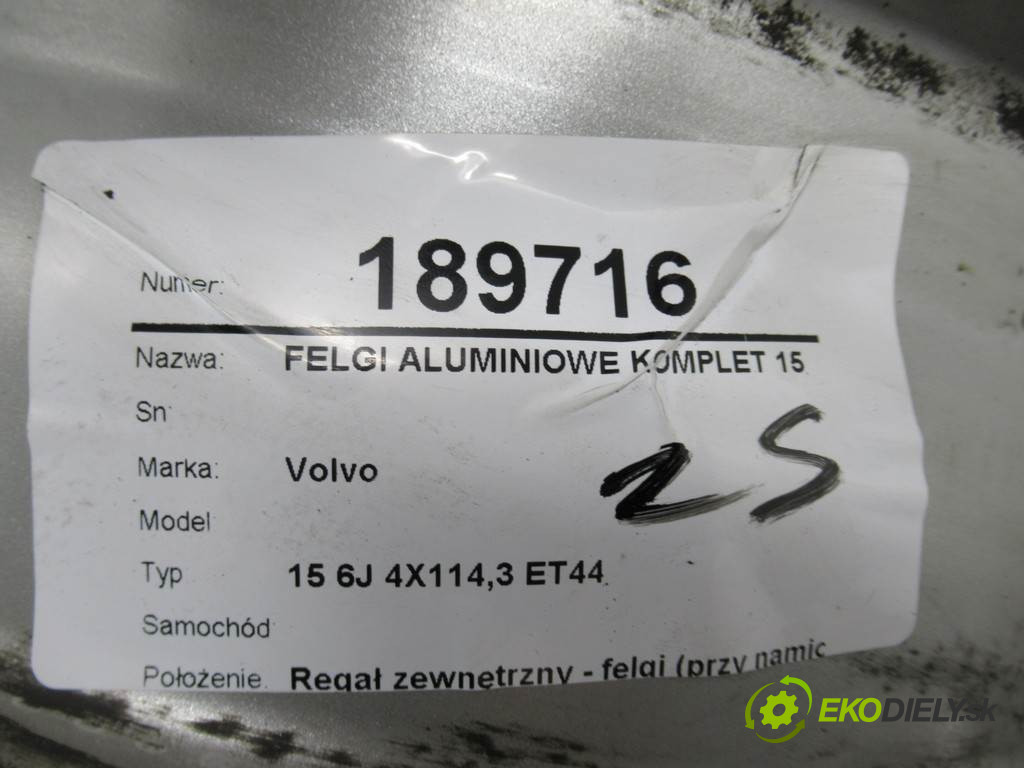 Numer: 189716
Nazwa: FELGI ALUMINIOWE KOMPLET 15
Sn
Marka: Volvo
2S
Model
Typ 15 6J 4X114,3 ET44
Samochód
Położenie Regał zewnętrzny - felgi (przy namic
EKODIELY.sk